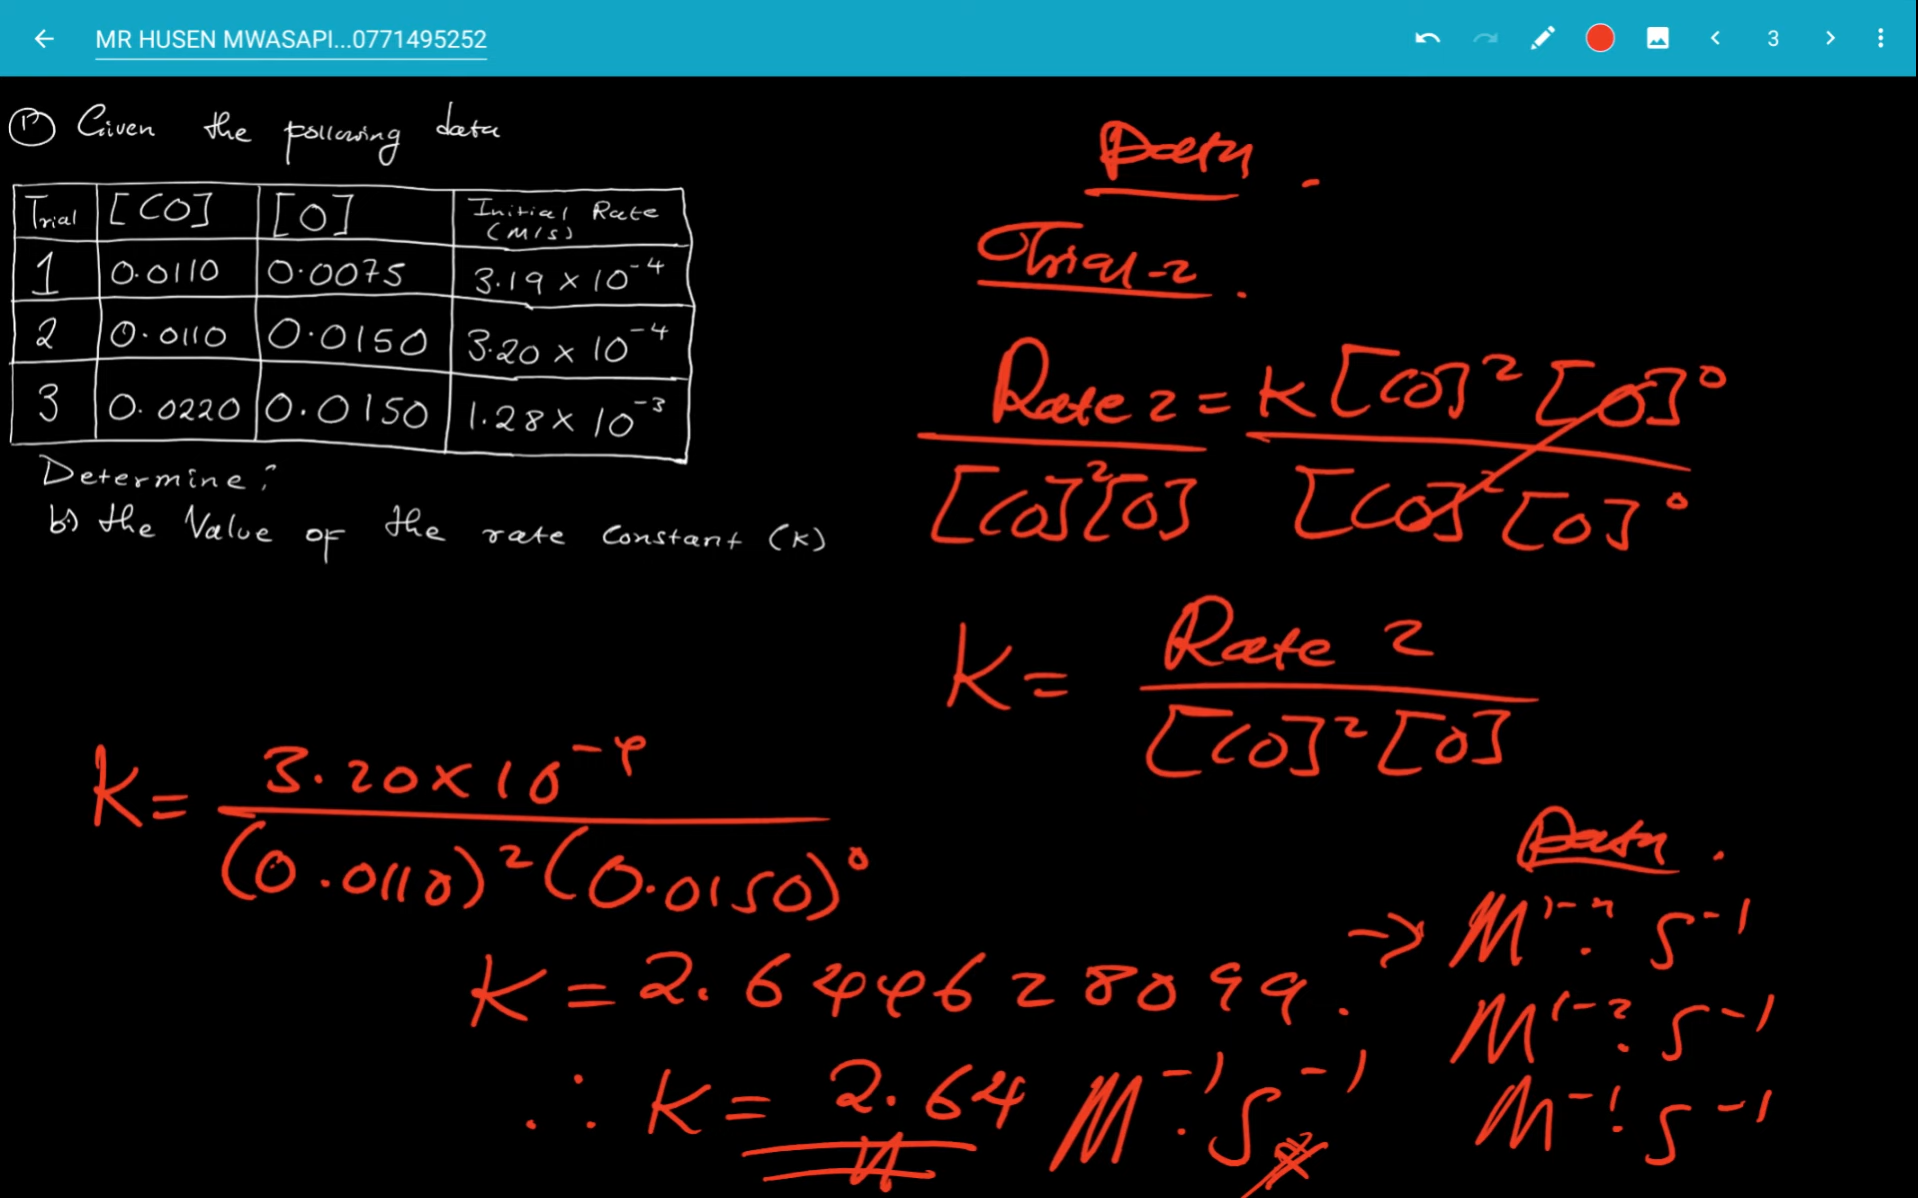 MR HUSEN MWASAPI...0771495252
3
1) Given the following data
Trial [CO] [O] Initial Rate (M/s)
1 0.0110 0.0075 3.19 × 10⁻⁴
2 0.0110 0.0150 3.20 × 10⁻⁴
3 0.0220 0.0150 1.28 × 10⁻³
Determine;
b) the Value of the rate constant (K)
Data.
Trial-2.
Rate 2 = K[CO]²[O]⁰
[CO]²[O] [CO]²[O]⁰
K = Rate 2
[CO]²[O]
K = 3.20 × 10⁻⁴
(0.0110)²(0.0150)⁰
K = 2.644628099.
∴ K = 2.64 M⁻¹.S⁻¹
Data.
→ M¹⁻ⁿ.S⁻¹
M¹⁻².S⁻¹
M⁻¹.S⁻¹